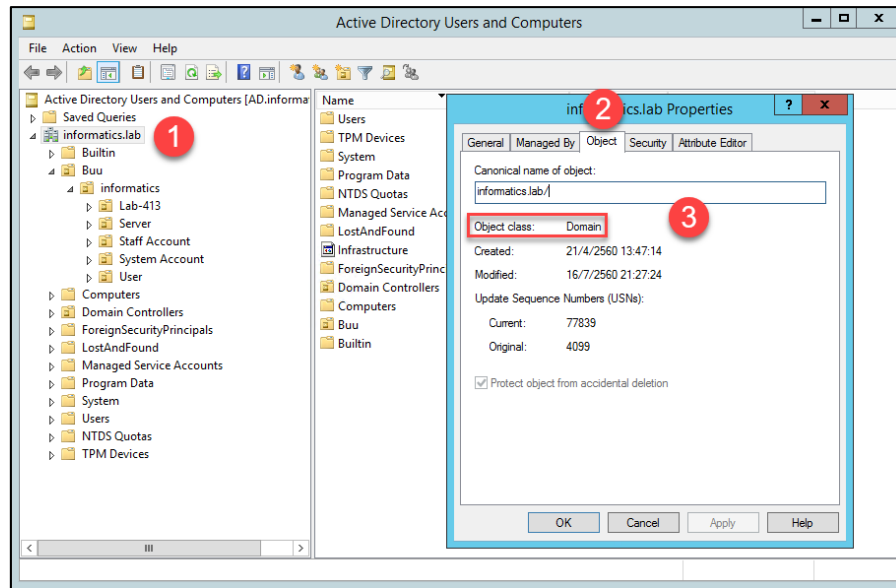 Active Directory Users and Computers
File Action View Help
Active Directory Users and Computers [AD.informa
Saved Queries
informatics.lab
1
Builtin
Buu
informatics
Lab-413
Server
Staff Account
System Account
User
Computers
Domain Controllers
ForeignSecurityPrincipals
LostAndFound
Managed Service Accounts
Program Data
System
Users
NTDS Quotas
TPM Devices
Name
Users
TPM Devices
System
Program Data
NTDS Quotas
Managed Service Acc
LostAndFound
Infrastructure
ForeignSecurityPrinc
Domain Controllers
Computers
Buu
Builtin
2
inf ics.lab Properties
General Managed By Object Security Attribute Editor
Canonical name of object:
informatics.lab/
3
Object class: Domain
Created: 21/4/2560 13:47:14
Modified: 16/7/2560 21:27:24
Update Sequence Numbers (USNs):
Current: 77839
Original: 4099
Protect object from accidental deletion
OK Cancel Apply Help